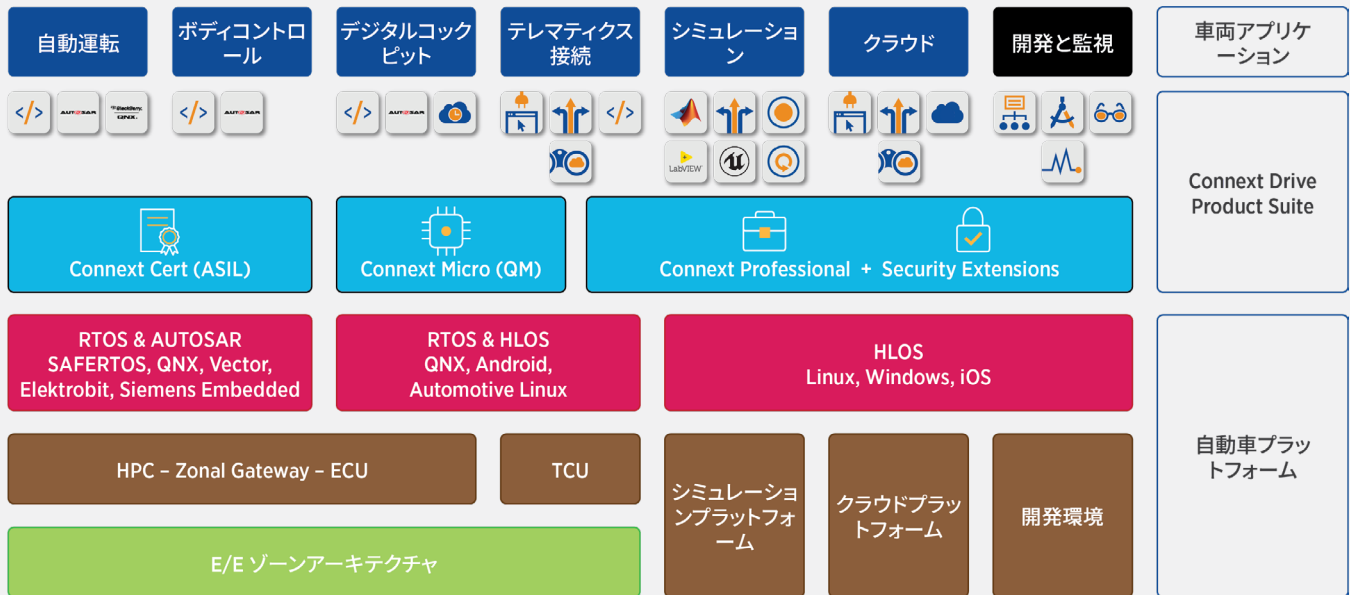 自動運転
ボディコントロ
ール
デジタルコック
ピット
テレマティクス
接続
シミュレーショ
ン
クラウド
開発と監視
車両アプリケ
ーション
</>
AUTOSAR
BlackBerry
QNX
</>
AUTOSAR
</>
AUTOSAR
</>
LabVIEW
Connext Drive
Product Suite
Connext Cert (ASIL)
Connext Micro (QM)
Connext Professional + Security Extensions
RTOS & AUTOSAR
SAFERTOS, QNX, Vector,
Elektrobit, Siemens Embedded
RTOS & HLOS
QNX, Android,
Automotive Linux
HLOS
Linux, Windows, iOS
自動車プラッ
トフォーム
HPC – Zonal Gateway – ECU
TCU
シミュレーショ
ンプラットフォ
ーム
クラウドプラッ
トフォーム
開発環境
E/E ゾーンアーキテクチャ